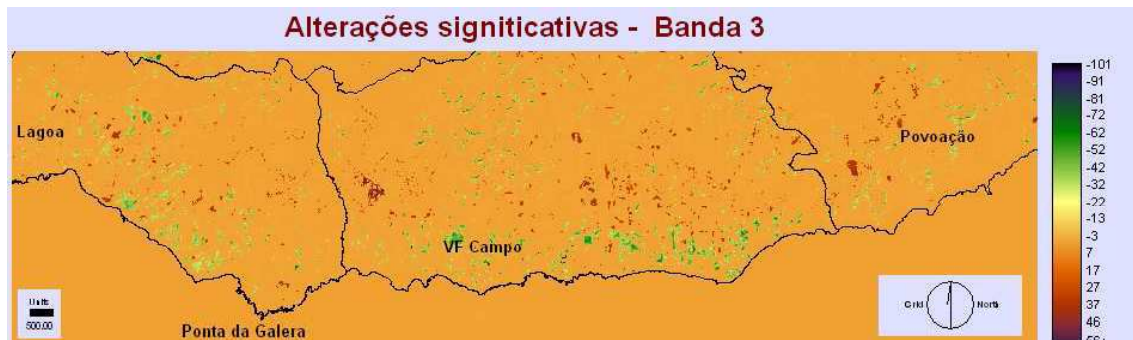 Alterações signiticativas - Banda 3
Lagoa
Povoação
VF Campo
Ponta da Galera
Units
500.00
Grid
North
-101
-91
-81
-72
-62
-52
-42
-32
-22
-13
-3
7
17
27
37
46